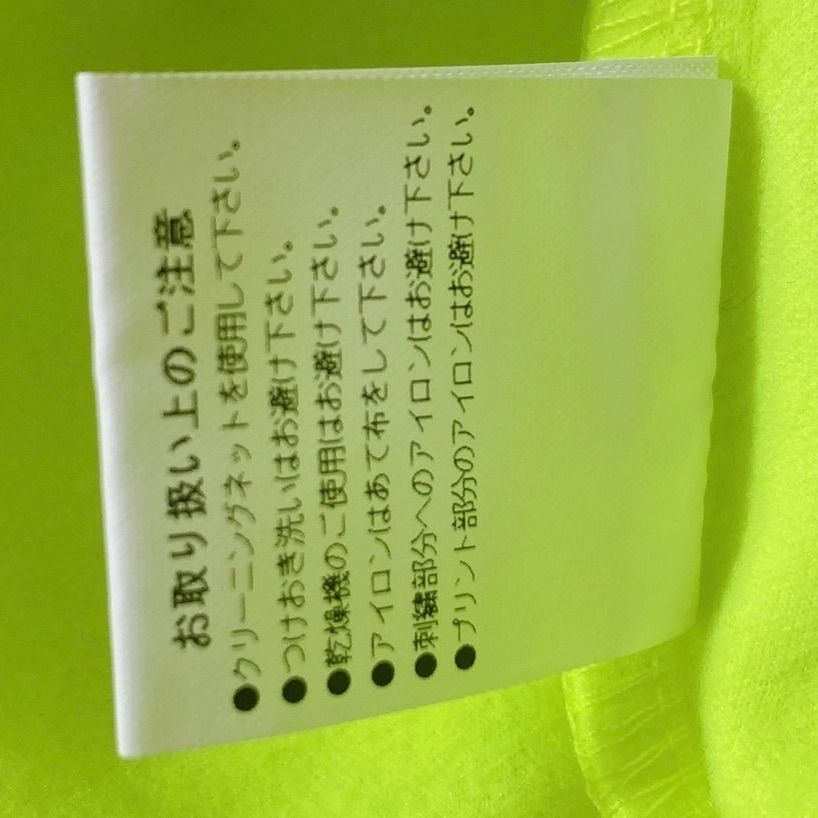 お取り扱い上のご注意
●クリーニングネットを使用して下さい。
●つけおき洗いはお避け下さい。
●乾燥機のご使用はお避け下さい。
●アイロンはあて布をして下さい。
●刺繍部分へのアイロンはお避け下さい。
●プリント部分のアイロンはお避け下さい。